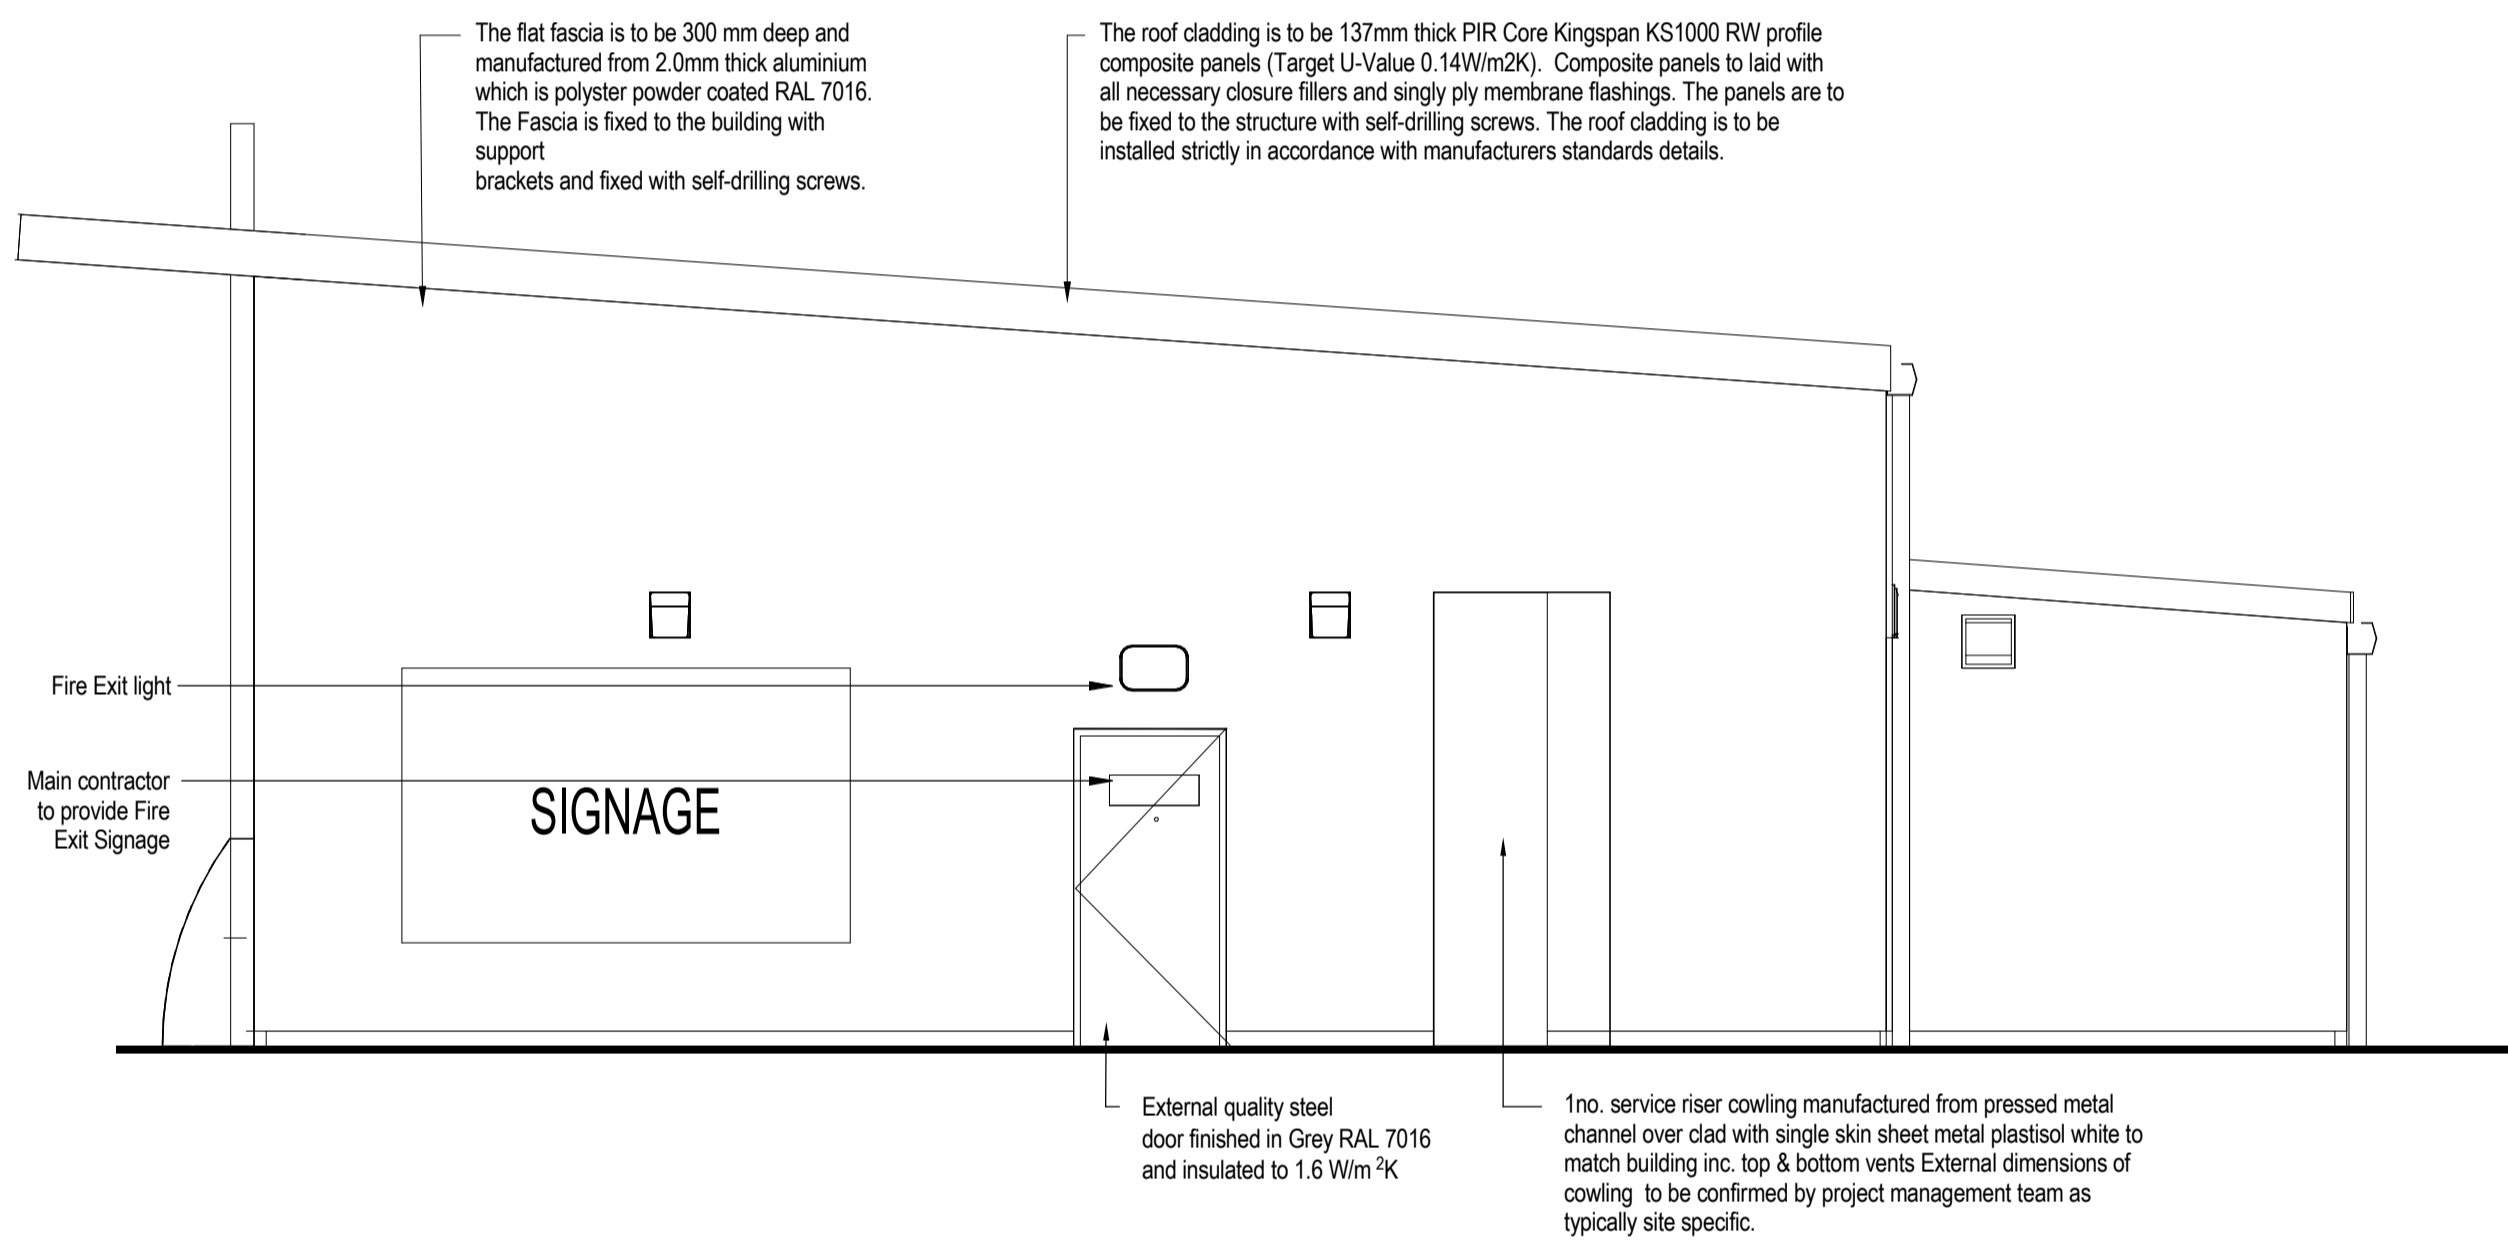 The flat fascia is to be 300 mm deep and
manufactured from 2.0mm thick aluminium
which is polyster powder coated RAL 7016.
The Fascia is fixed to the building with
support
brackets and fixed with self-drilling screws.
The roof cladding is to be 137mm thick PIR Core Kingspan KS1000 RW profile
composite panels (Target U-Value 0.14W/m2K).  Composite panels to laid with
all necessary closure fillers and singly ply membrane flashings. The panels are to
be fixed to the structure with self-drilling screws. The roof cladding is to be
installed strictly in accordance with manufacturers standards details.
Fire Exit light
Main contractor
to provide Fire
Exit Signage
SIGNAGE
External quality steel
door finished in Grey RAL 7016
and insulated to 1.6 W/m ²K
1no. service riser cowling manufactured from pressed metal
channel over clad with single skin sheet metal plastisol white to
match building inc. top & bottom vents External dimensions of
cowling  to be confirmed by project management team as
typically site specific.